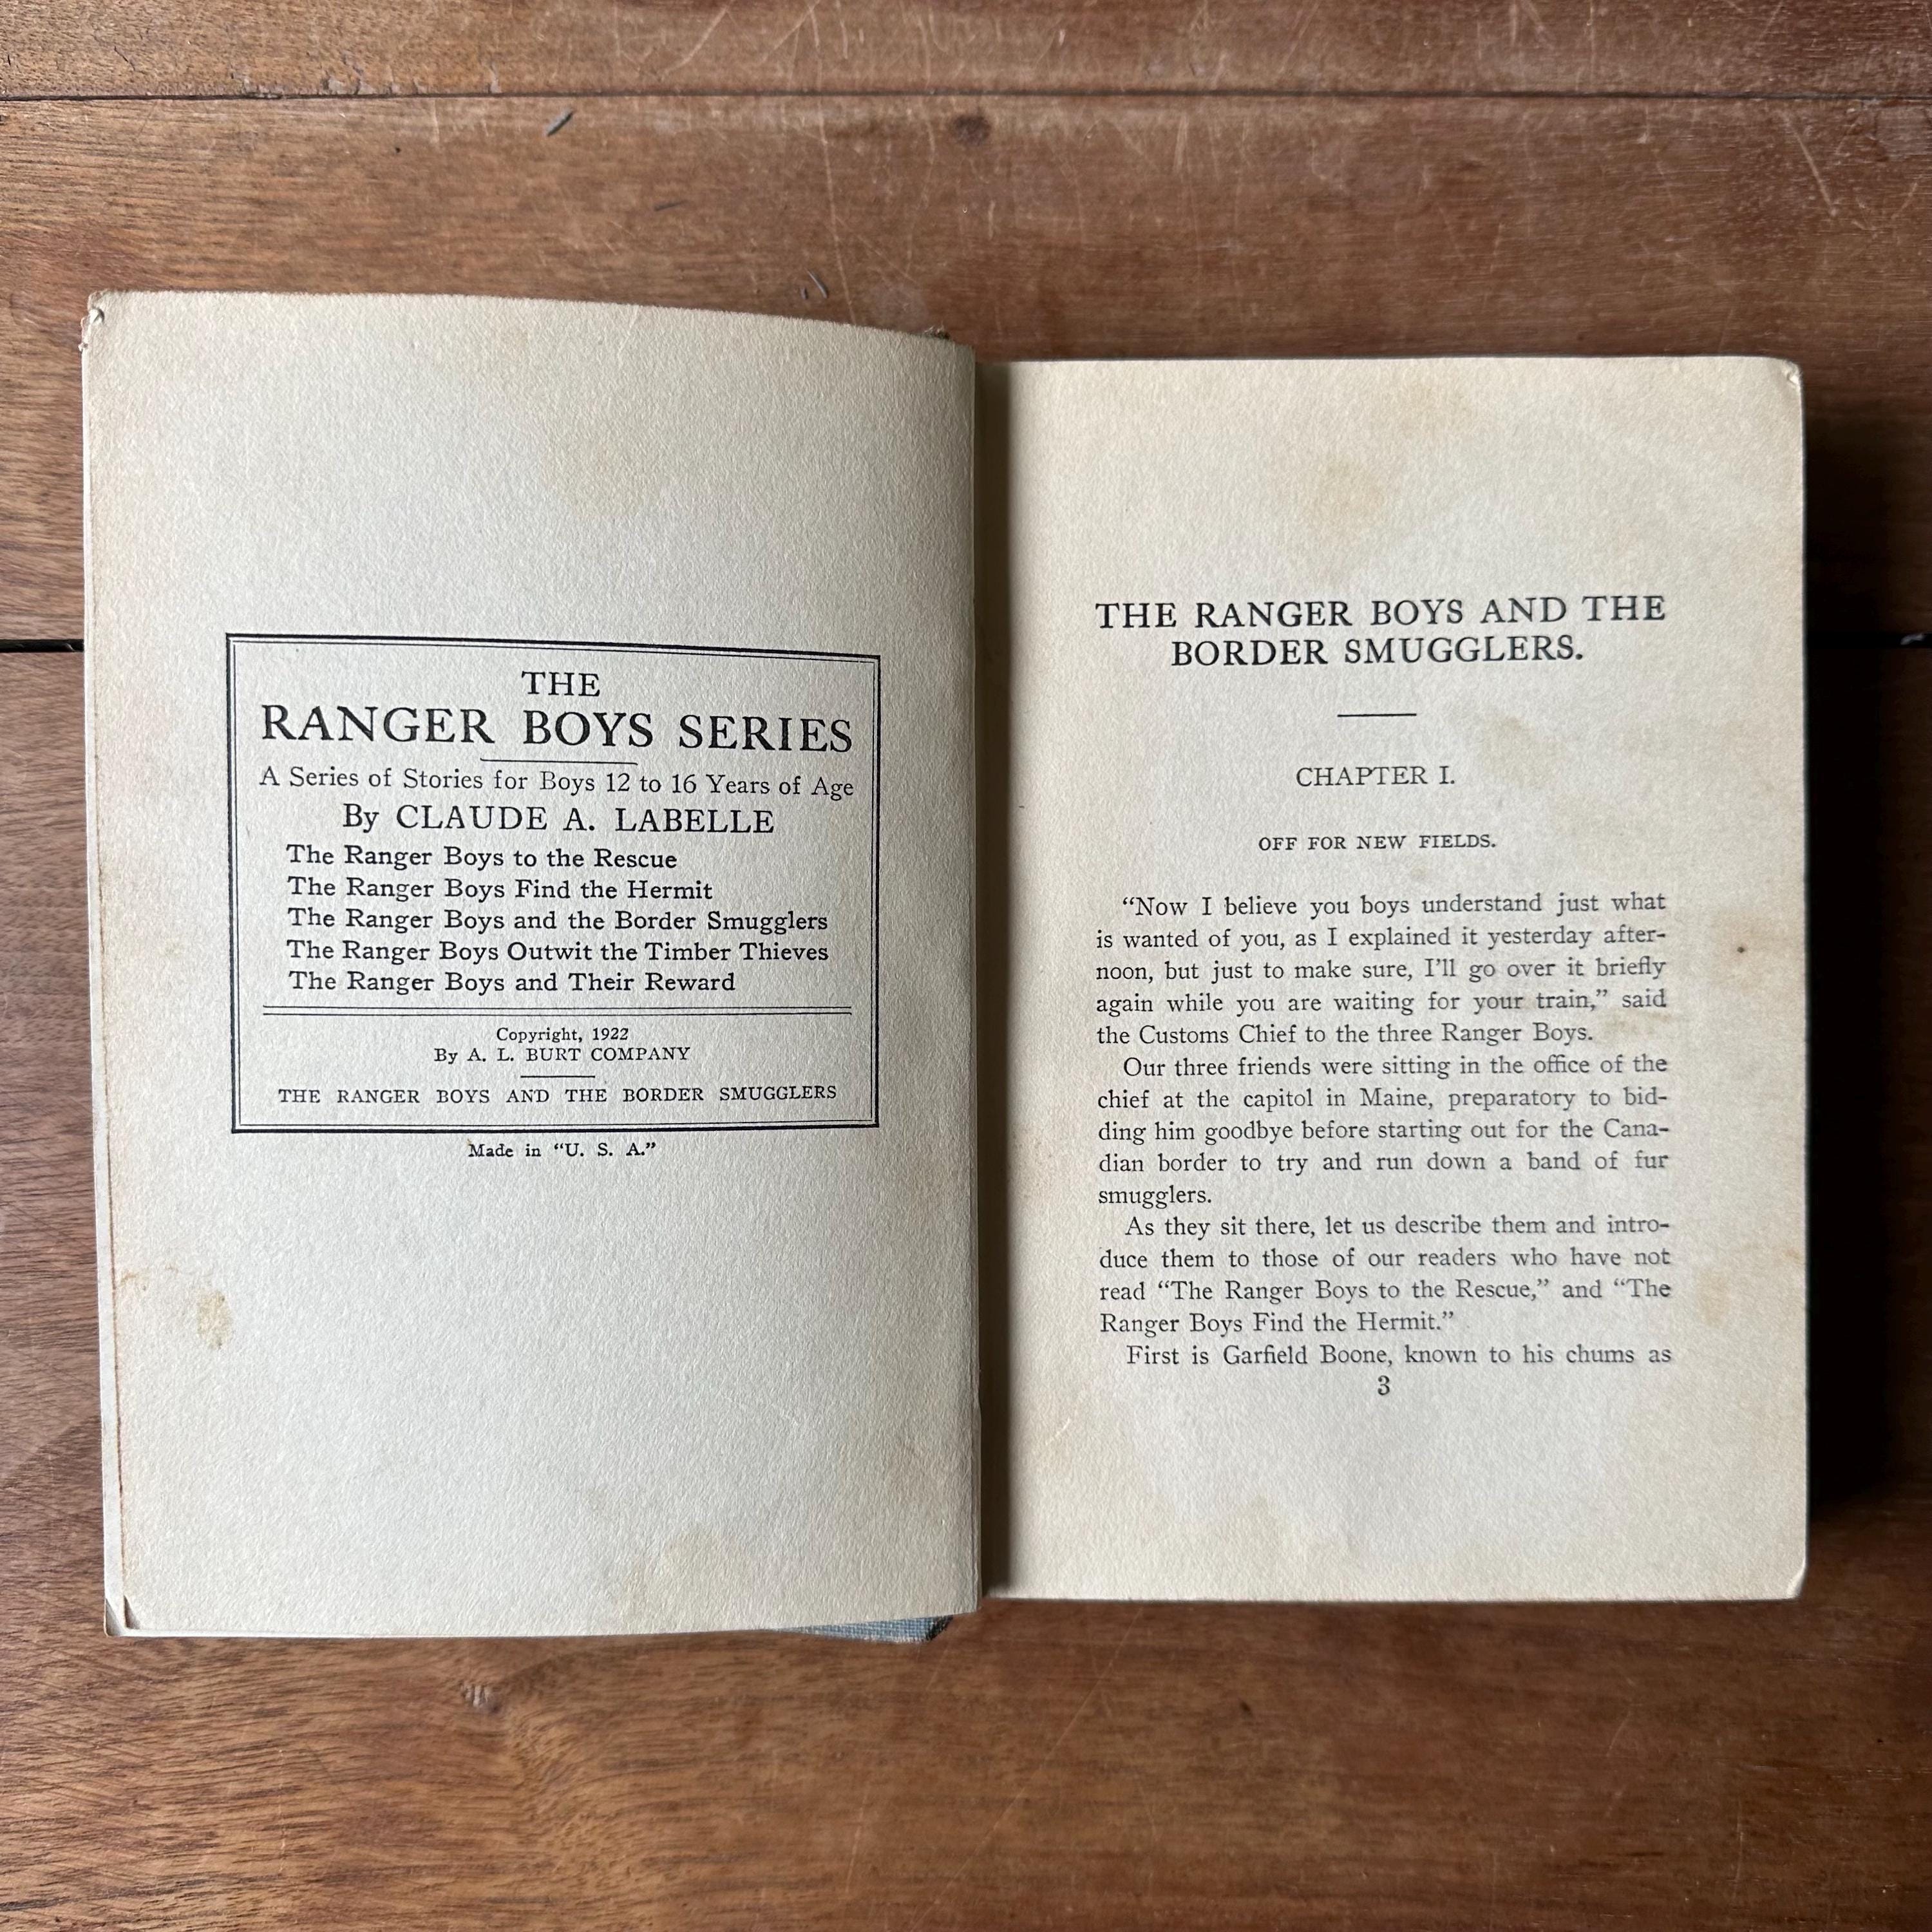 THE
RANGER BOYS SERIES
A Series of Stories for Boys 12 to 16 Years of Age
By CLAUDE A. LABELLE
The Ranger Boys to the Rescue
The Ranger Boys Find the Hermit
The Ranger Boys and the Border Smugglers
The Ranger Boys Outwit the Timber Thieves
The Ranger Boys and Their Reward
Copyright, 1922
By A. L. BURT COMPANY
THE RANGER BOYS AND THE BORDER SMUGGLERS
Made in “U. S. A.”
THE RANGER BOYS AND THE
BORDER SMUGGLERS.
CHAPTER I.
OFF FOR NEW FIELDS.
“Now I believe you boys understand just what
is wanted of you, as I explained it yesterday after-
noon, but just to make sure, I’ll go over it briefly
again while you are waiting for your train,” said
the Customs Chief to the three Ranger Boys.
Our three friends were sitting in the office of the
chief at the capitol in Maine, preparatory to bid-
ding him goodbye before starting out for the Cana-
dian border to try and run down a band of fur
smugglers.
As they sit there, let us describe them and intro-
duce them to those of our readers who have not
read “The Ranger Boys to the Rescue,” and “The
Ranger Boys Find the Hermit.”
First is Garfield Boone, known to his chums as
3